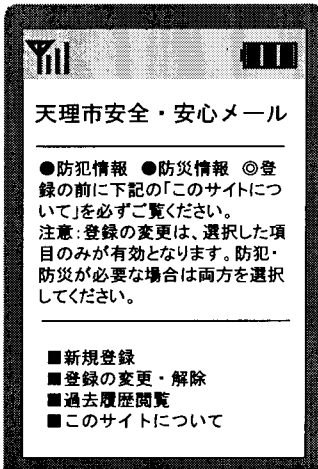 天理市安全・安心メール
●防犯情報 ●防災情報 ◎登
録の前に下記の「このサイトにつ
いて」を必ずご覧ください。
注意:登録の変更は、選択した項
目のみが有効となります。防犯・
防災が必要な場合は両方を選択
してください。
■新規登録
■登録の変更・解除
■過去履歴閲覧
■このサイトについて